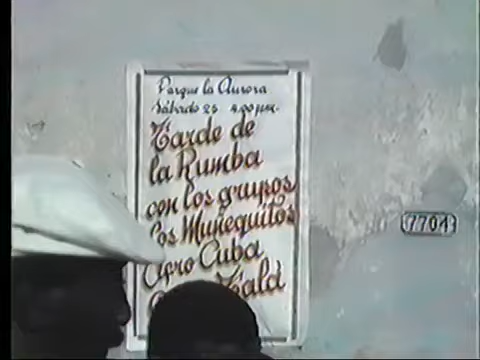 Parque la Aurora
Sábado 25 4.00 p.m.
Tarde de
la Rumba
con los grupos
los Muñequitos
Afro Cuba
Kalá
7704